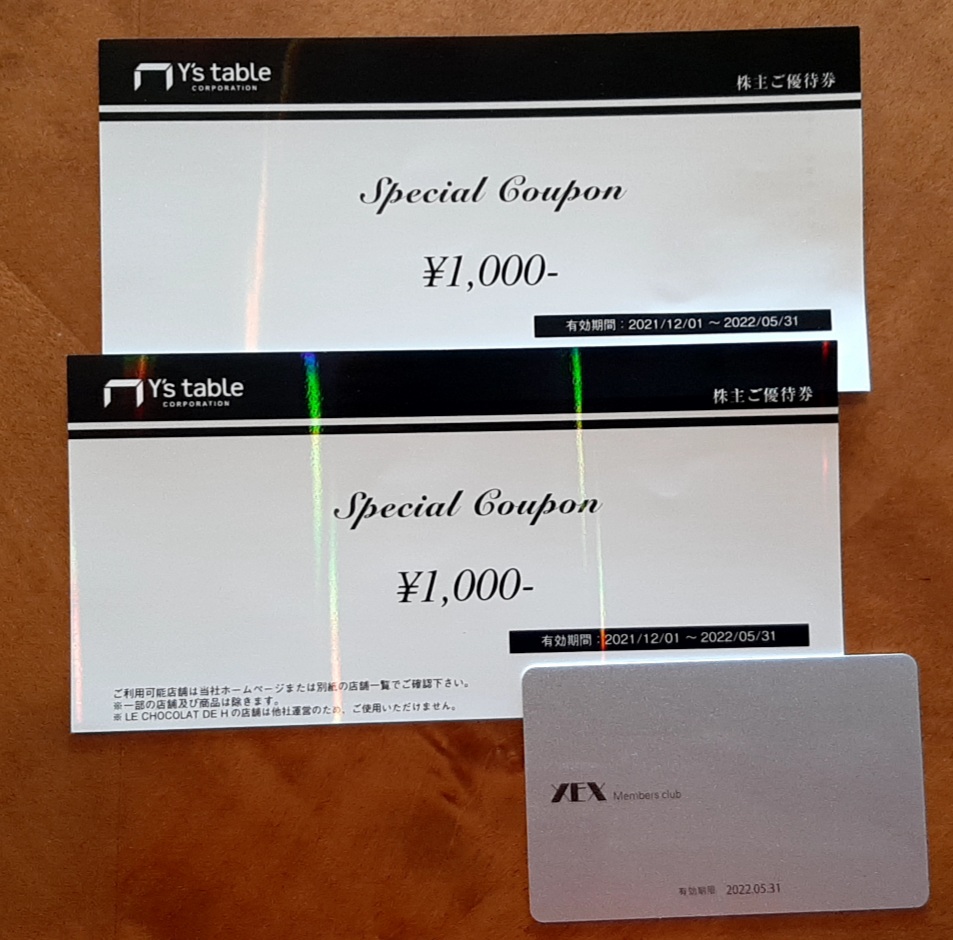 Y's table
CORPORATION
株主ご優待券
Special Coupon
¥1,000-
有効期間：2021/12/01 ～ 2022/05/31
Y's table
CORPORATION
株主ご優待券
Special Coupon
¥1,000-
有効期間：2021/12/01 ～ 2022/05/31
ご利用可能店舗は当社ホームページまたは別紙の店舗一覧でご確認下さい。
※一部の店舗及び商品は除きます。
※ LE CHOCOLAT DE H の店舗は他社運営のため、ご使用いただけません。
XEX Members club
有効期限 2022.05.31